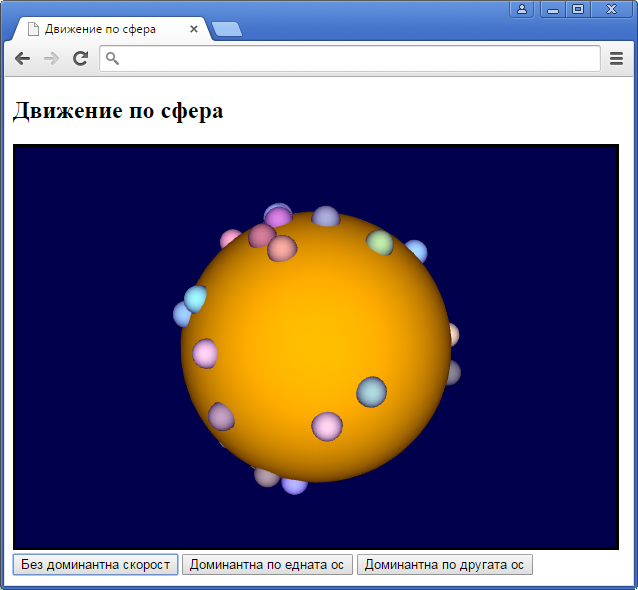 Движение по сфера
Движение по сфера
Без доминантна скорост Доминантна по едната ос Доминантна по другата ос